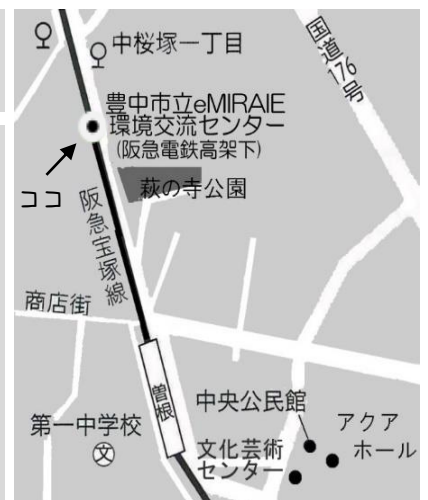 中桜塚一丁目
国道176号
豊中市立eMIRAIE
環境交流センター
(阪急電鉄高架下)
ココ
萩の寺公園
阪急宝塚線
商店街
曽根
中央公民館
アクア
ホール
第一中学校
文
文化芸術
センター